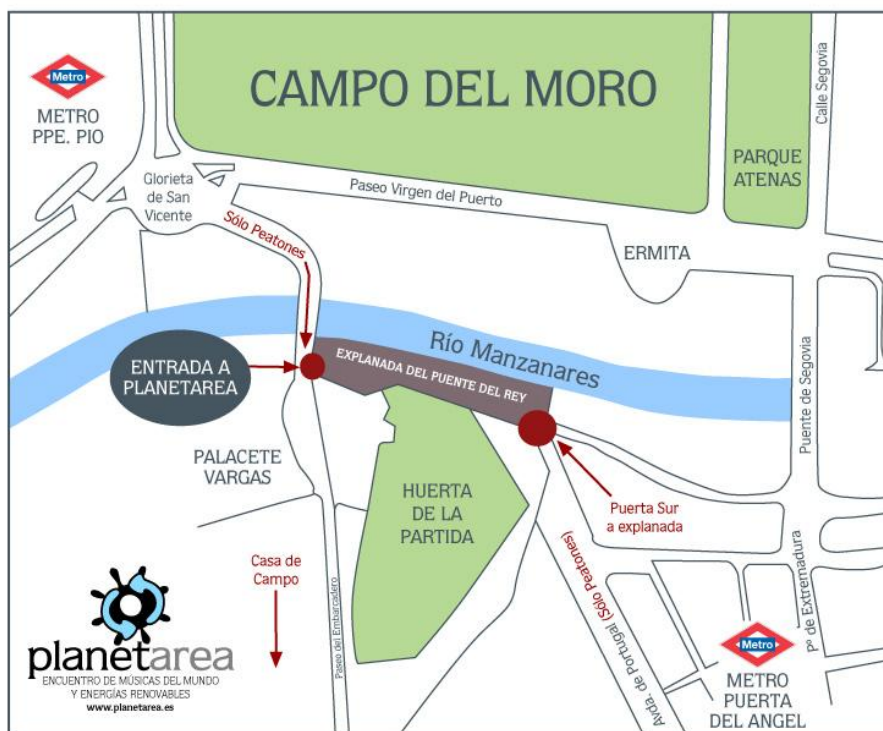 CAMPO DEL MORO
Metro
METRO
PPE. PIO
Calle Segovia
PARQUE
ATENAS
Glorieta
de San
Vicente
Paseo Virgen del Puerto
Sólo Peatones
ERMITA
Río Manzanares
EXPLANADA DEL PUENTE DEL REY
ENTRADA A
PLANETAREA
Puente de Segovia
PALACETE
VARGAS
HUERTA
DE LA
PARTIDA
Puerta Sur
a explanada
Casa de
Campo
Paseo del Embarcadero
Avda. de Portugal (Sólo Peatones)
Pº de Extremadura
Metro
METRO
PUERTA
DEL ANGEL
planetarea
ENCUENTRO DE MÚSICAS DEL MUNDO
Y ENERGÍAS RENOVABLES
www.planetarea.es